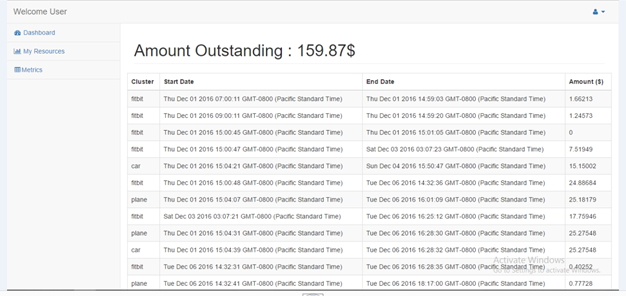 Welcome User
Dashboard
My Resources
Metrics
Amount Outstanding : 159.87$
Cluster Start Date End Date Amount ($)
fitbit Thu Dec 01 2016 07:00:11 GMT-0800 (Pacific Standard Time) Thu Dec 01 2016 14:59:03 GMT-0800 (Pacific Standard Time) 1.66213
fitbit Thu Dec 01 2016 09:00:11 GMT-0800 (Pacific Standard Time) Thu Dec 01 2016 14:59:20 GMT-0800 (Pacific Standard Time) 1.24573
fitbit Thu Dec 01 2016 15:00:45 GMT-0800 (Pacific Standard Time) Thu Dec 01 2016 15:01:05 GMT-0800 (Pacific Standard Time) 0
fitbit Thu Dec 01 2016 15:00:47 GMT-0800 (Pacific Standard Time) Sat Dec 03 2016 03:07:23 GMT-0800 (Pacific Standard Time) 7.51949
car Thu Dec 01 2016 15:04:21 GMT-0800 (Pacific Standard Time) Sun Dec 04 2016 15:50:47 GMT-0800 (Pacific Standard Time) 15.15002
fitbit Thu Dec 01 2016 15:00:48 GMT-0800 (Pacific Standard Time) Tue Dec 06 2016 14:32:36 GMT-0800 (Pacific Standard Time) 24.88684
plane Thu Dec 01 2016 15:04:07 GMT-0800 (Pacific Standard Time) Tue Dec 06 2016 16:01:09 GMT-0800 (Pacific Standard Time) 25.18179
fitbit Sat Dec 03 2016 03:07:21 GMT-0800 (Pacific Standard Time) Tue Dec 06 2016 16:25:12 GMT-0800 (Pacific Standard Time) 17.75946
plane Thu Dec 01 2016 15:04:31 GMT-0800 (Pacific Standard Time) Tue Dec 06 2016 16:28:30 GMT-0800 (Pacific Standard Time) 25.27548
car Thu Dec 01 2016 15:04:39 GMT-0800 (Pacific Standard Time) Tue Dec 06 2016 16:28:32 GMT-0800 (Pacific Standard Time) 25.27548
Activate Windows
fitbit Tue Dec 06 2016 14:32:31 GMT-0800 (Pacific Standard Time) Tue Dec 06 2016 16:28:35 GMT-0800 (Pacific Standard Time) 0.40252
Go to Settings to activate Windows.
plane Tue Dec 06 2016 14:32:41 GMT-0800 (Pacific Standard Time) Tue Dec 06 2016 18:17:00 GMT-0800 (Pacific Standard Time) 0.77728